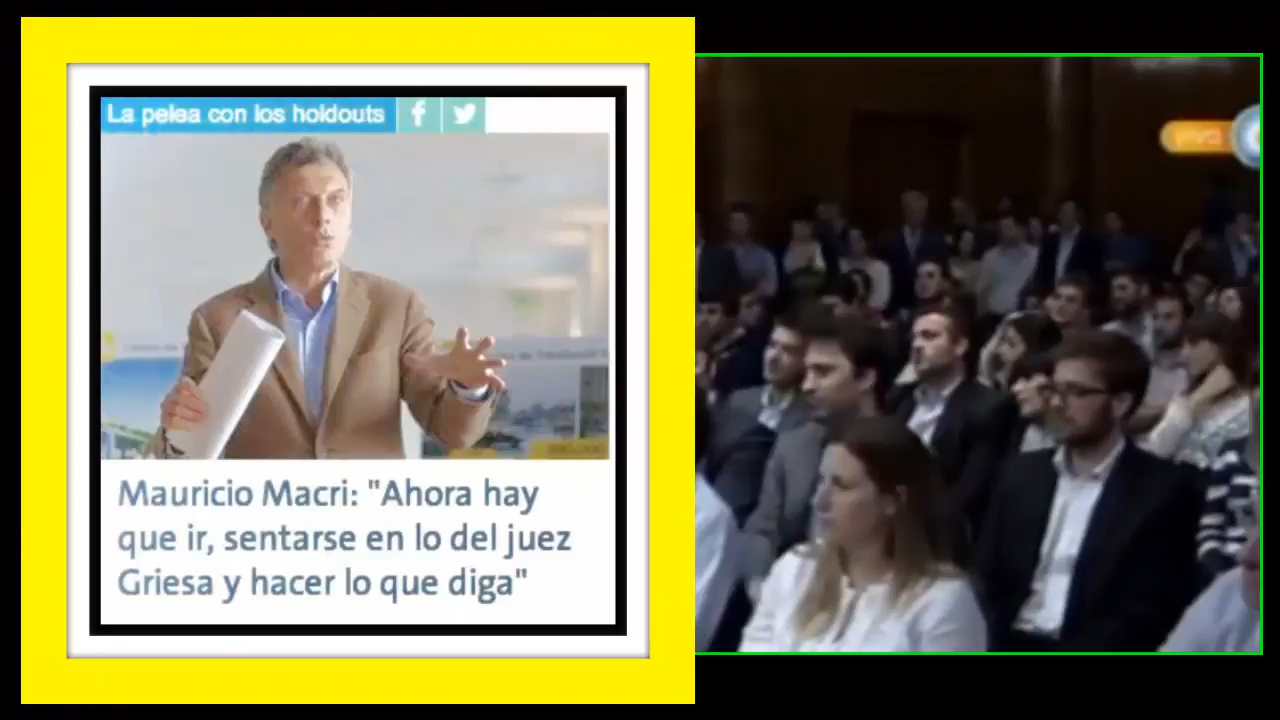 La pelea con los holdouts
Mauricio Macri: "Ahora hay
que ir, sentarse en lo del juez
Griesa y hacer lo que diga"